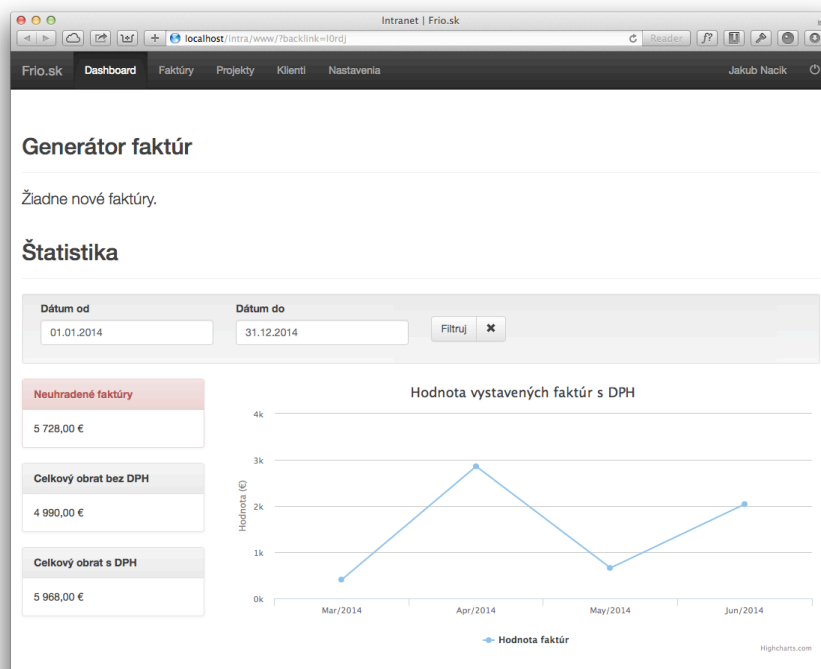 Intranet | Frio.sk
localhost/intra/www/?backlink=l0rdj
Reader
Frio.sk Dashboard Faktúry Projekty Klienti Nastavenia Jakub Nacik
Generátor faktúr
Žiadne nové faktúry.
Štatistika
Dátum od Dátum do
01.01.2014 31.12.2014 Filtruj
Neuhradené faktúry
5 728,00 €
Celkový obrat bez DPH
4 990,00 €
Celkový obrat s DPH
5 968,00 €
Hodnota vystavených faktúr s DPH
Hodnota (€)
4k
3k
2k
1k
0k
Mar/2014 Apr/2014 May/2014 Jun/2014
Hodnota faktúr
Highcharts.com